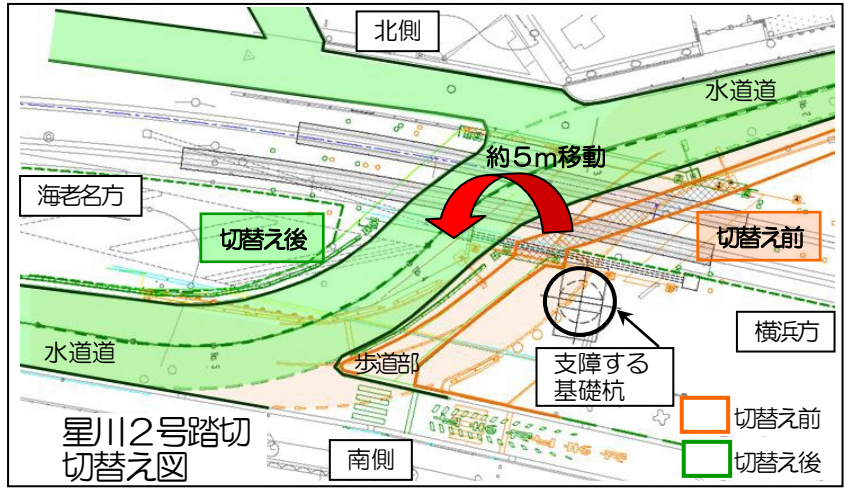 北側
水道道
約５ｍ移動
海老名方
切替え後
切替え前
横浜方
水道道
歩道部
支障する
基礎杭
切替え前
切替え後
星川２号踏切
切替え図
南側